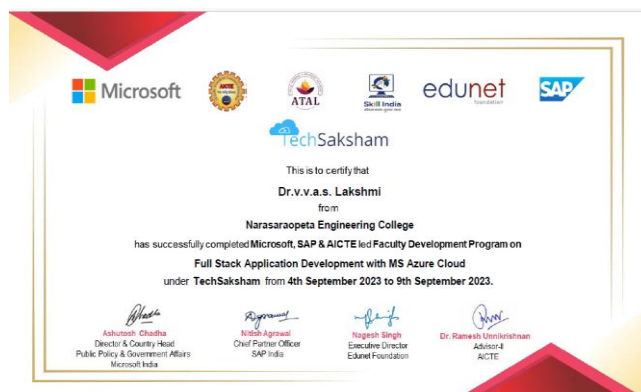 Microsoft
AICTE
ATAL
Skill India
edunet
foundation
SAP
TechSaksham
This is to certify that
Dr.v.v.a.s. Lakshmi
from
Narasaraopeta Engineering College
has successfully completed Microsoft, SAP & AICTE led Faculty Development Program on
Full Stack Application Development with MS Azure Cloud
under TechSaksham from 4th September 2023 to 9th September 2023.
Ashutosh Chadha
Director & Country Head
Public Policy & Government Affairs
Microsoft India
Nitish Agrawal
Chief Partner Officer
SAP India
Nagesh Singh
Executive Director
Edunet Foundation
Dr. Ramesh Unnikrishnan
Advisor-II
AICTE